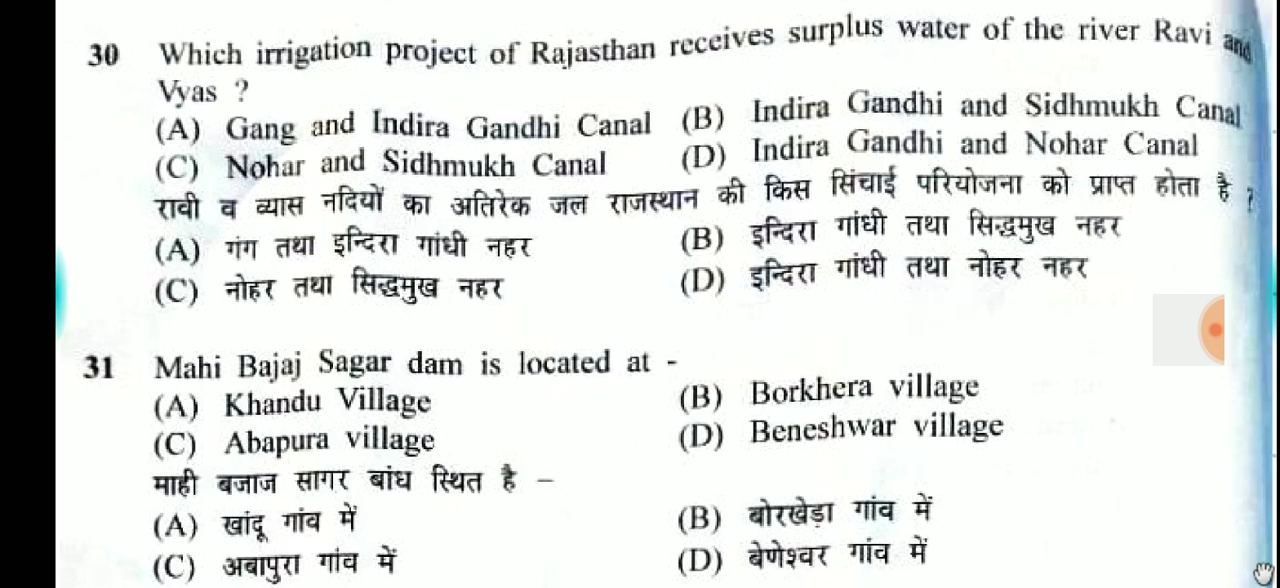 30 Which irrigation project of Rajasthan receives surplus water of the river Ravi and
Vyas ?
(A) Gang and Indira Gandhi Canal (B) Indira Gandhi and Sidhmukh Canal
(C) Nohar and Sidhmukh Canal (D) Indira Gandhi and Nohar Canal
रावी व व्यास नदियों का अतिरेक जल राजस्थान की किस सिंचाई परियोजना को प्राप्त होता है ?
(A) गंग तथा इन्दिरा गांधी नहर (B) इन्दिरा गांधी तथा सिद्धमुख नहर
(C) नोहर तथा सिद्धमुख नहर (D) इन्दिरा गांधी तथा नोहर नहर
31 Mahi Bajaj Sagar dam is located at -
(A) Khandu Village (B) Borkhera village
(C) Abapura village (D) Beneshwar village
माही बजाज सागर बांध स्थित है –
(A) खांदू गांव में (B) बोरखेड़ा गांव में
(C) अबापुरा गांव में (D) बेणेश्वर गांव में